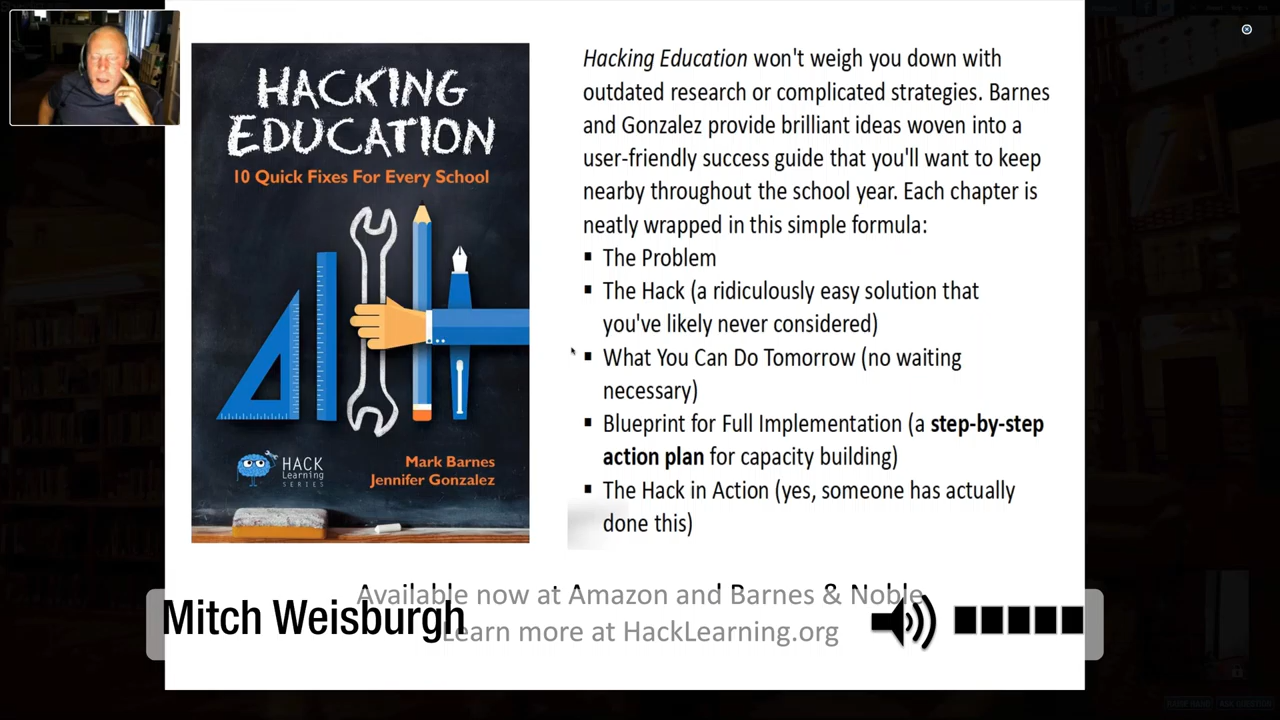 HACKING
EDUCATION
10 Quick Fixes For Every School
HACK
Learning
SERIES
Mark Barnes
Jennifer Gonzalez
Hacking Education won't weigh you down with
outdated research or complicated strategies. Barnes
and Gonzalez provide brilliant ideas woven into a
user-friendly success guide that you'll want to keep
nearby throughout the school year. Each chapter is
neatly wrapped in this simple formula:
▪ The Problem
▪ The Hack (a ridiculously easy solution that
you've likely never considered)
▪ What You Can Do Tomorrow (no waiting
necessary)
▪ Blueprint for Full Implementation (a step-by-step
action plan for capacity building)
▪ The Hack in Action (yes, someone has actually
done this)
Available now at Amazon and Barnes & Noble
Mitch Weisburgh
Learn more at HackLearning.org